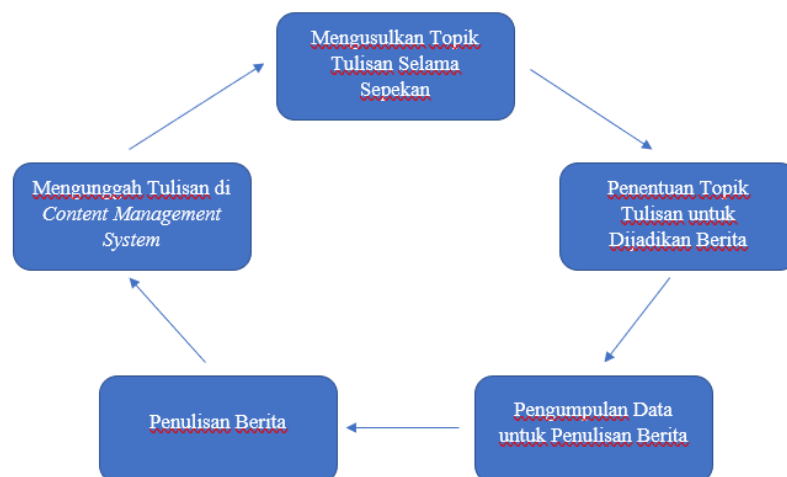 Mengusulkan Topik
Tulisan Selama
Sepekan
Penentuan Topik
Tulisan untuk
Dijadikan Berita
Pengumpulan Data
untuk Penulisan Berita
Penulisan Berita
Mengunggah Tulisan di
Content Management
System